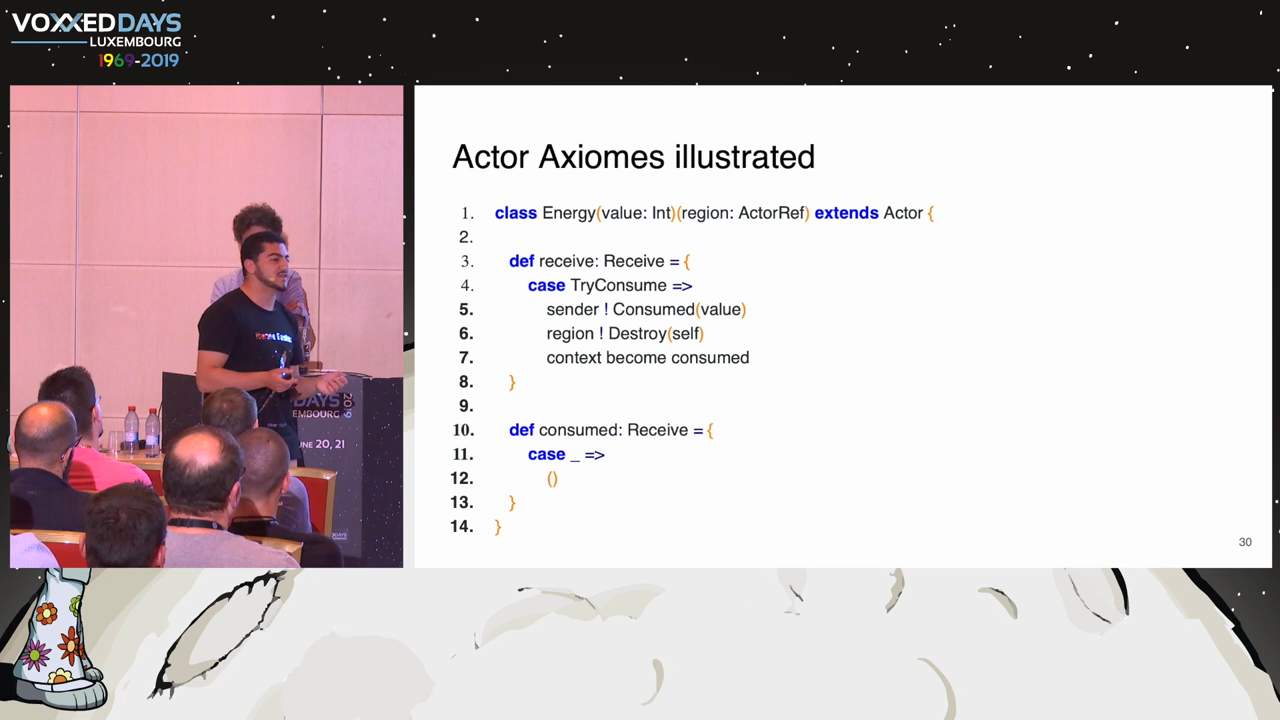 VOXXEDDAYS
LUXEMBOURG
1969-2019
Actor Axiomes illustrated
1. class Energy(value: Int)(region: ActorRef) extends Actor {
2.
3. def receive: Receive = {
4. case TryConsume =>
5. sender ! Consumed(value)
6. region ! Destroy(self)
7. context become consumed
8. }
9.
10. def consumed: Receive = {
11. case _ =>
12. ()
13. }
14. }
30
DAYS
2019
EMBOURG
JUNE 20, 21